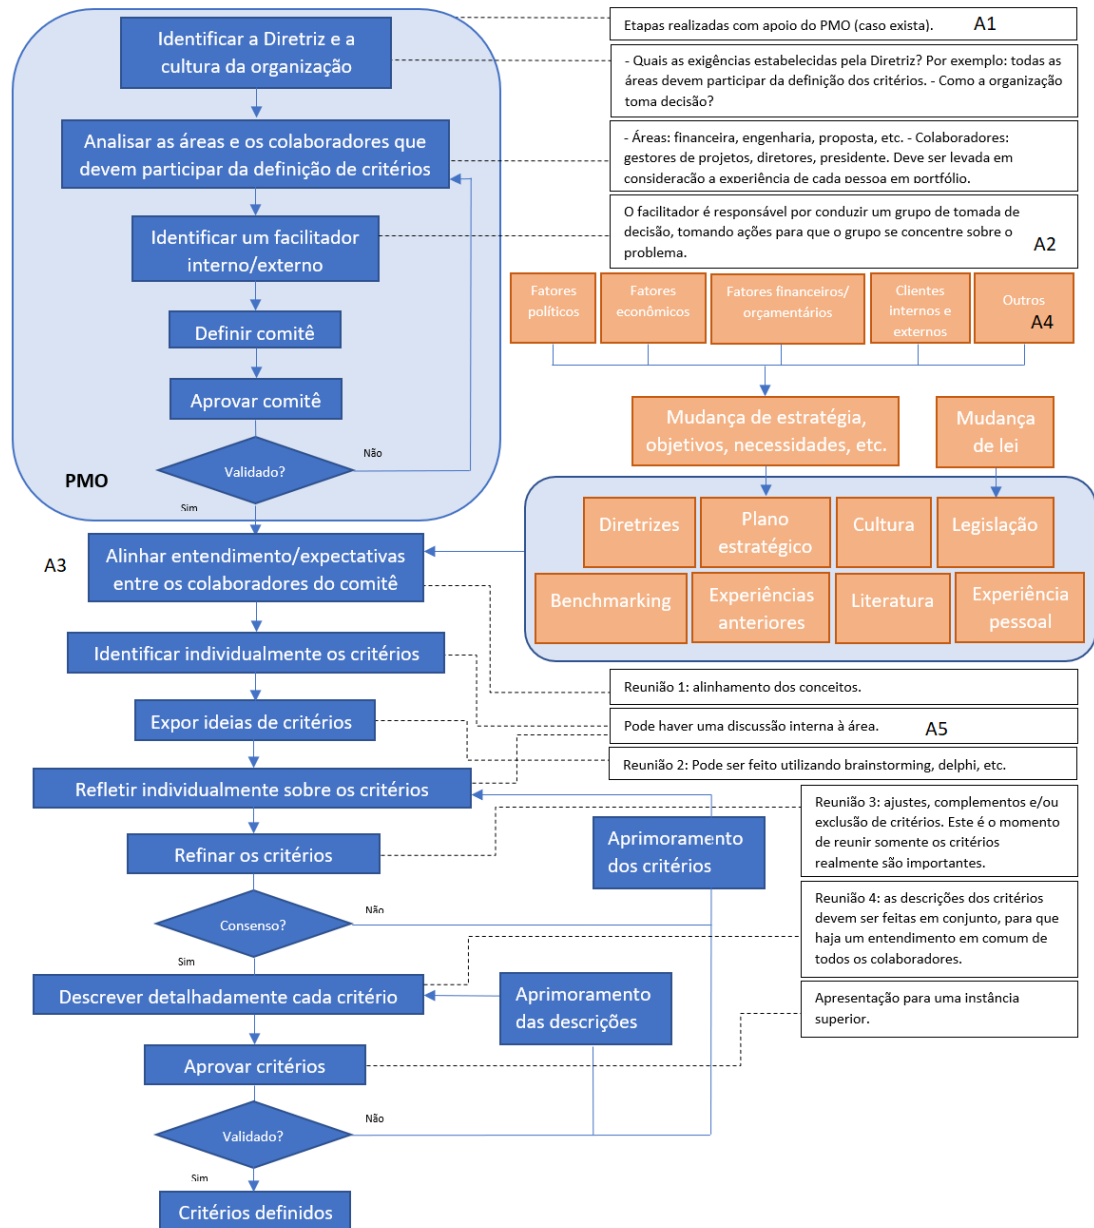 Identificar a Diretriz e a
cultura da organização
Etapas realizadas com apoio do PMO (caso exista).
A1
- Quais as exigências estabelecidas pela Diretriz? Por exemplo: todas as
áreas devem participar da definição dos critérios. - Como a organização
toma decisão?
Analisar as áreas e os colaboradores que
devem participar da definição de critérios
- Áreas: financeira, engenharia, proposta, etc. - Colaboradores:
gestores de projetos, diretores, presidente. Deve ser levada em
consideração a experiência de cada pessoa em portfólio.
Identificar um facilitador
interno/externo
O facilitador é responsável por conduzir um grupo de tomada de
decisão, tomando ações para que o grupo se concentre sobre o
problema.
A2
Definir comitê
Aprovar comitê
Validado?
Não
PMO
Sim
Fatores
políticos
Fatores
econômicos
Fatores financeiros/
orçamentários
Clientes
internos e
externos
Outros
A4
Mudança de estratégia,
objetivos, necessidades, etc.
Mudança
de lei
Diretrizes
Plano
estratégico
Cultura
Legislação
Benchmarking
Experiências
anteriores
Literatura
Experiência
pessoal
A3
Alinhar entendimento/expectativas
entre os colaboradores do comitê
Identificar individualmente os critérios
Reunião 1: alinhamento dos conceitos.
Expor ideias de critérios
Pode haver uma discussão interna à área.
A5
Reunião 2: Pode ser feito utilizando brainstorming, delphi, etc.
Refletir individualmente sobre os critérios
Reunião 3: ajustes, complementos e/ou
exclusão de critérios. Este é o momento
de reunir somente os critérios
realmente são importantes.
Refinar os critérios
Aprimoramento
dos critérios
Consenso?
Não
Sim
Reunião 4: as descrições dos critérios
devem ser feitas em conjunto, para que
haja um entendimento em comum de
todos os colaboradores.
Descrever detalhadamente cada critério
Aprimoramento
das descrições
Apresentação para uma instância
superior.
Aprovar critérios
Validado?
Não
Sim
Critérios definidos